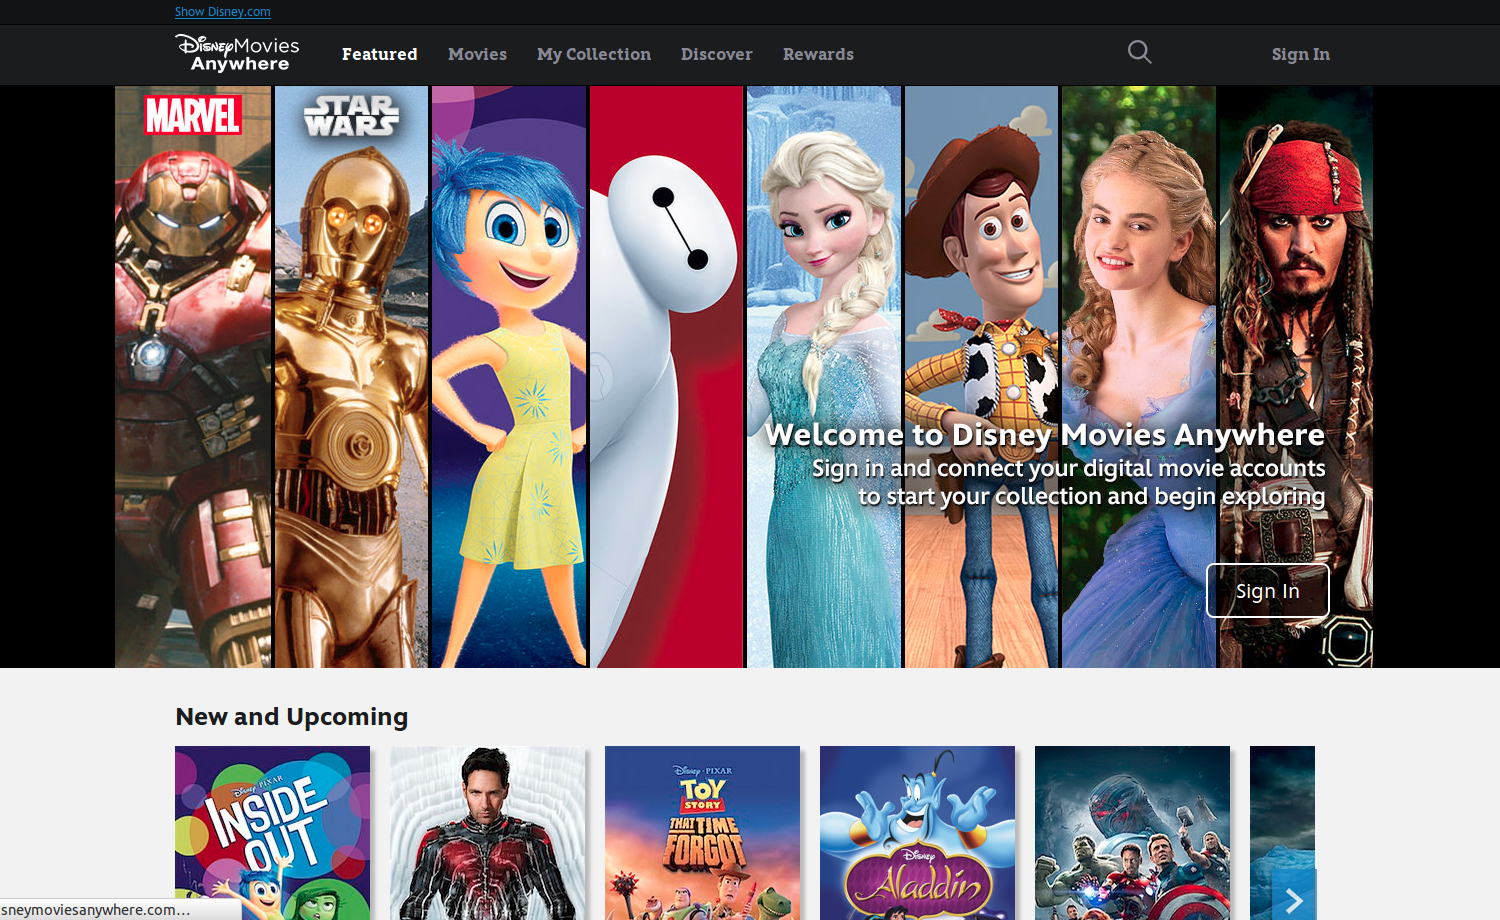 Show Disney.com
Disney Movies
Anywhere
Featured
Movies
My Collection
Discover
Rewards
Sign In
MARVEL
STAR
WARS
Welcome to Disney Movies Anywhere
Sign in and connect your digital movie accounts
to start your collection and begin exploring
Sign In
New and Upcoming
Disney · PIXAR
INSIDE
OUT
Disney · PIXAR
TOY
STORY
THAT TIME
FORGOT
Disney
Aladdin
sneymoviesanywhere.com...